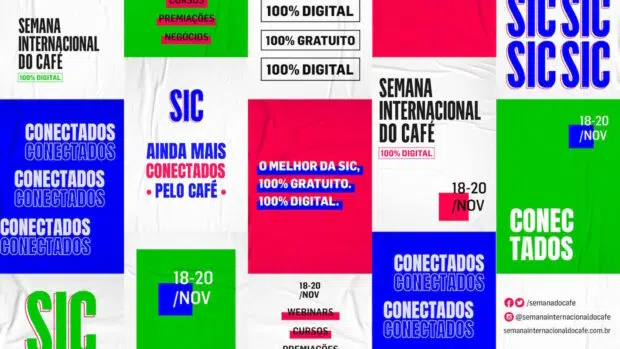 SEMANA
INTERNACIONAL
DO CAFÉ
100% DIGITAL
CONECTADOS
CONECTADOS
CONECTADOS
CONECTADOS
CONECTADOS
CONECTADOS
SIC
CURSOS
PREMIAÇÕES
NEGÓCIOS
SIC
AINDA MAIS
CONECTADOS
• PELO CAFÉ •
18-20
/NOV
100% DIGITAL
100% GRATUITO
100% DIGITAL
O MELHOR DA SIC,
100% GRATUITO.
100% DIGITAL.
18-20
/NOV
WEBINARS
CURSOS
PREMIAÇÕES
SEMANA
INTERNACIONAL
DO CAFÉ
100% DIGITAL
18-20
/NOV
CONECTADOS
CONECTADOS
CONECTADOS
CONECTADOS
SIC SIC
SIC SIC
18-20
/NOV
CONEC
TADOS
/semanadocafe
@semanainternacionaldocafe
semanainternacionaldocafe.com.br